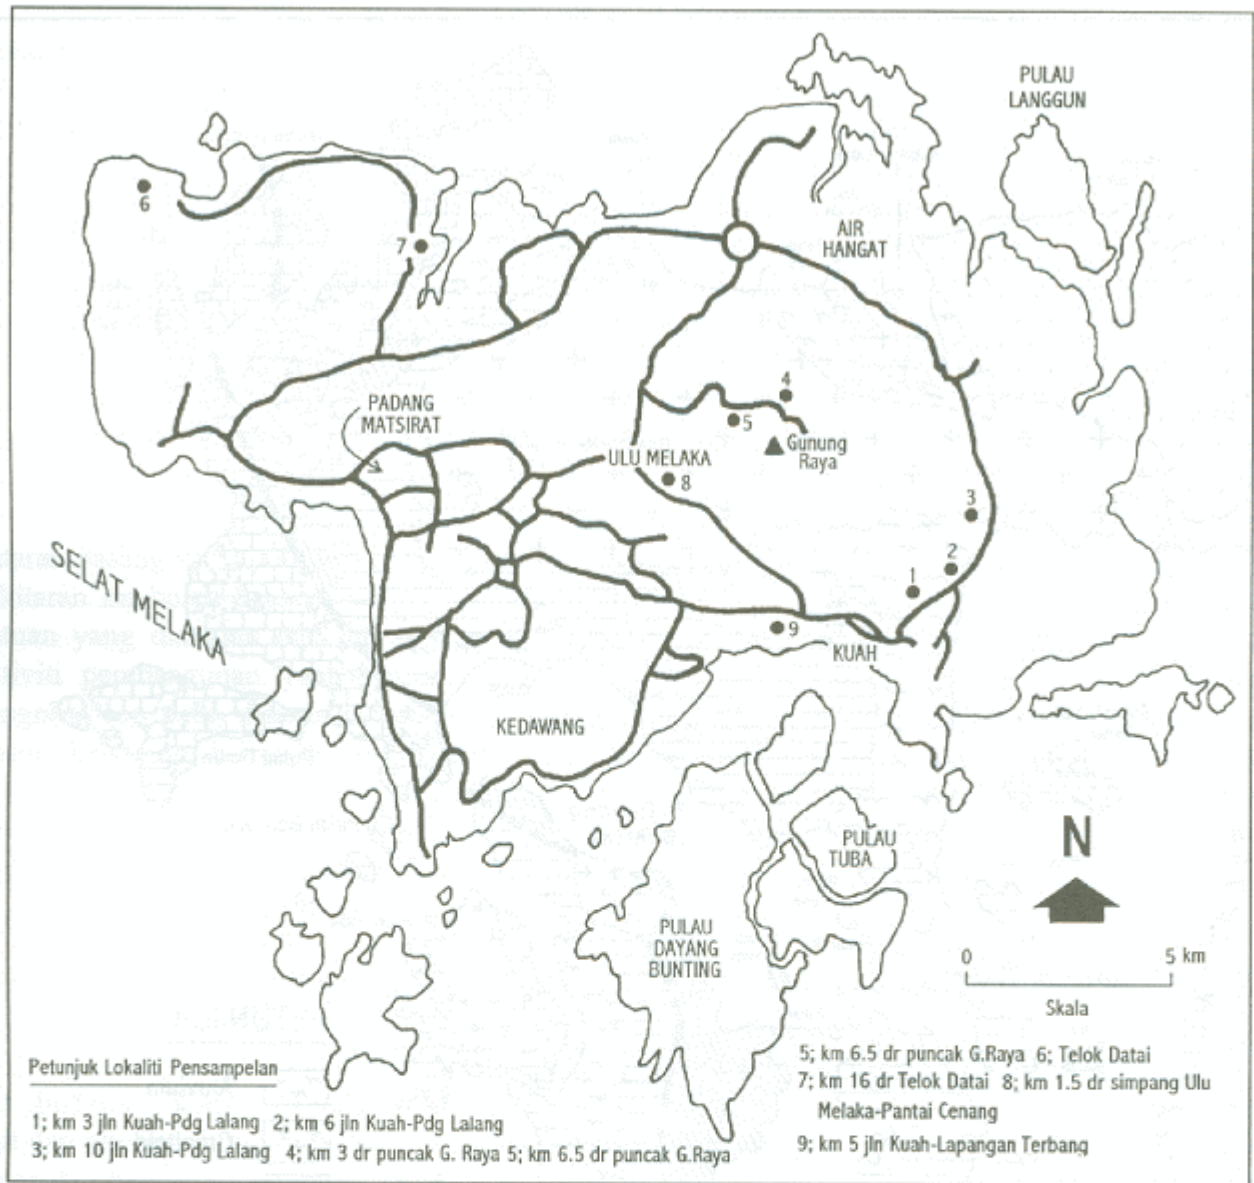 PULAU
LANGGUN
6
7
AIR
HANGAT
4
PADANG
MATSIRAT
5
Gunung
Raya
ULU MELAKA
8
3
SELAT MELAKA
2
1
9
KUAH
KEDAWANG
N
PULAU
TUBA
PULAU
DAYANG
BUNTING
0 5 km
Skala
Petunjuk Lokaliti Pensampelan
1; km 3 jln Kuah-Pdg Lalang 2; km 6 jln Kuah-Pdg Lalang
3; km 10 jln Kuah-Pdg Lalang 4; km 3 dr puncak G. Raya 5; km 6.5 dr puncak G.Raya
5; km 6.5 dr puncak G.Raya 6; Telok Datai
7; km 16 dr Telok Datai 8; km 1.5 dr simpang Ulu
Melaka-Pantai Cenang
9; km 5 jln Kuah-Lapangan Terbang